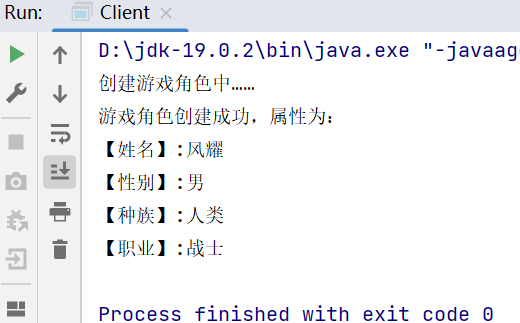 Run: Client
D:\jdk-19.0.2\bin\java.exe "-javaag
创建游戏角色中……
游戏角色创建成功，属性为：
【姓名】:风耀
【性别】:男
【种族】:人类
【职业】:战士
Process finished with exit code 0